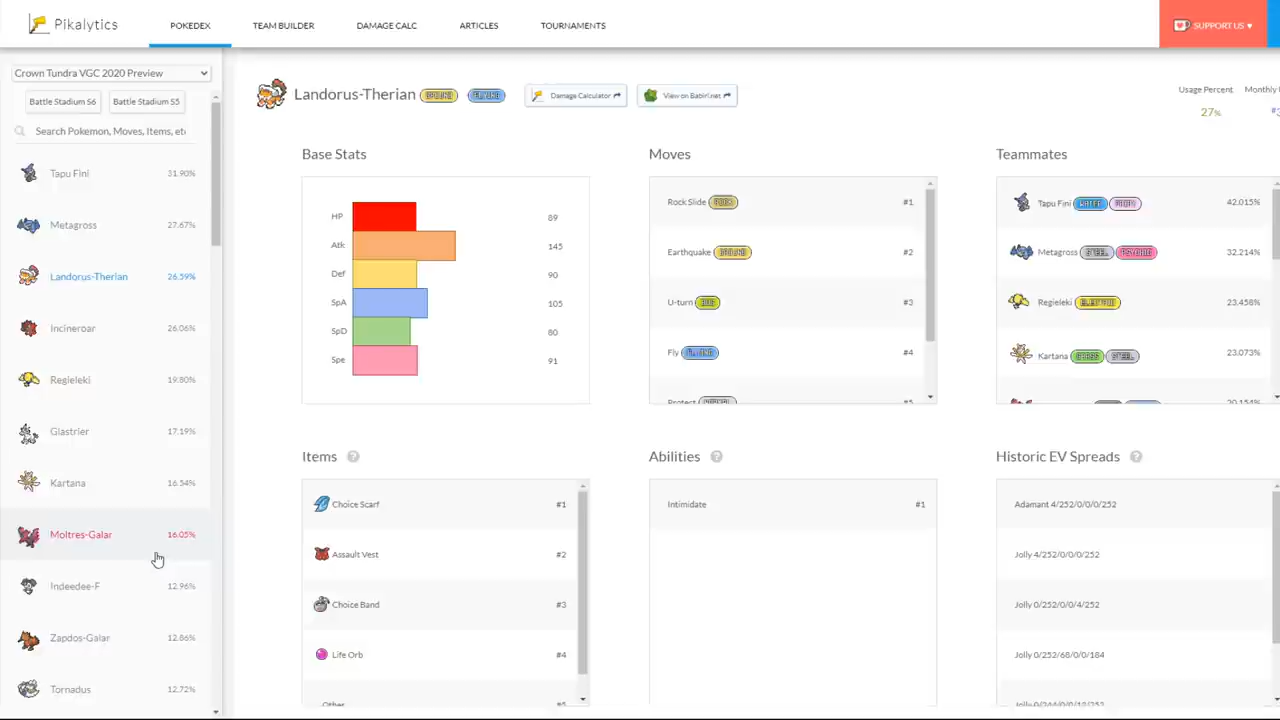 Pikalytics
POKEDEX
TEAM BUILDER
DAMAGE CALC
ARTICLES
TOURNAMENTS
SUPPORT US ♥
Crown Tundra VGC 2020 Preview
Battle Stadium S6
Battle Stadium S5
Search Pokemon, Moves, Items, etc
Tapu Fini 31.90%
Metagross 27.67%
Landorus-Therian 26.59%
Incineroar 26.06%
Regieleki 19.80%
Glastrier 17.19%
Kartana 16.54%
Moltres-Galar 16.05%
Indeedee-F 12.96%
Zapdos-Galar 12.86%
Tornadus 12.72%
Landorus-Therian GROUND FLYING
Damage Calculator
View on Babiri.net
Usage Percent
27%
Monthly
Base Stats
HP 89
Atk 145
Def 90
SpA 105
SpD 80
Spe 91
Moves
Rock Slide ROCK #1
Earthquake GROUND #2
U-turn BUG #3
Fly FLYING #4
Protect NORMAL #5
Teammates
Tapu Fini WATER FAIRY 42.015%
Metagross STEEL PSYCHIC 32.214%
Regieleki ELECTRIC 23.458%
Kartana GRASS STEEL 23.073%
20.154%
Items ?
Choice Scarf #1
Assault Vest #2
Choice Band #3
Life Orb #4
Other #5
Abilities ?
Intimidate #1
Historic EV Spreads ?
Adamant 4/252/0/0/0/252
Jolly 4/252/0/0/0/252
Jolly 0/252/0/0/4/252
Jolly 0/252/68/0/0/184